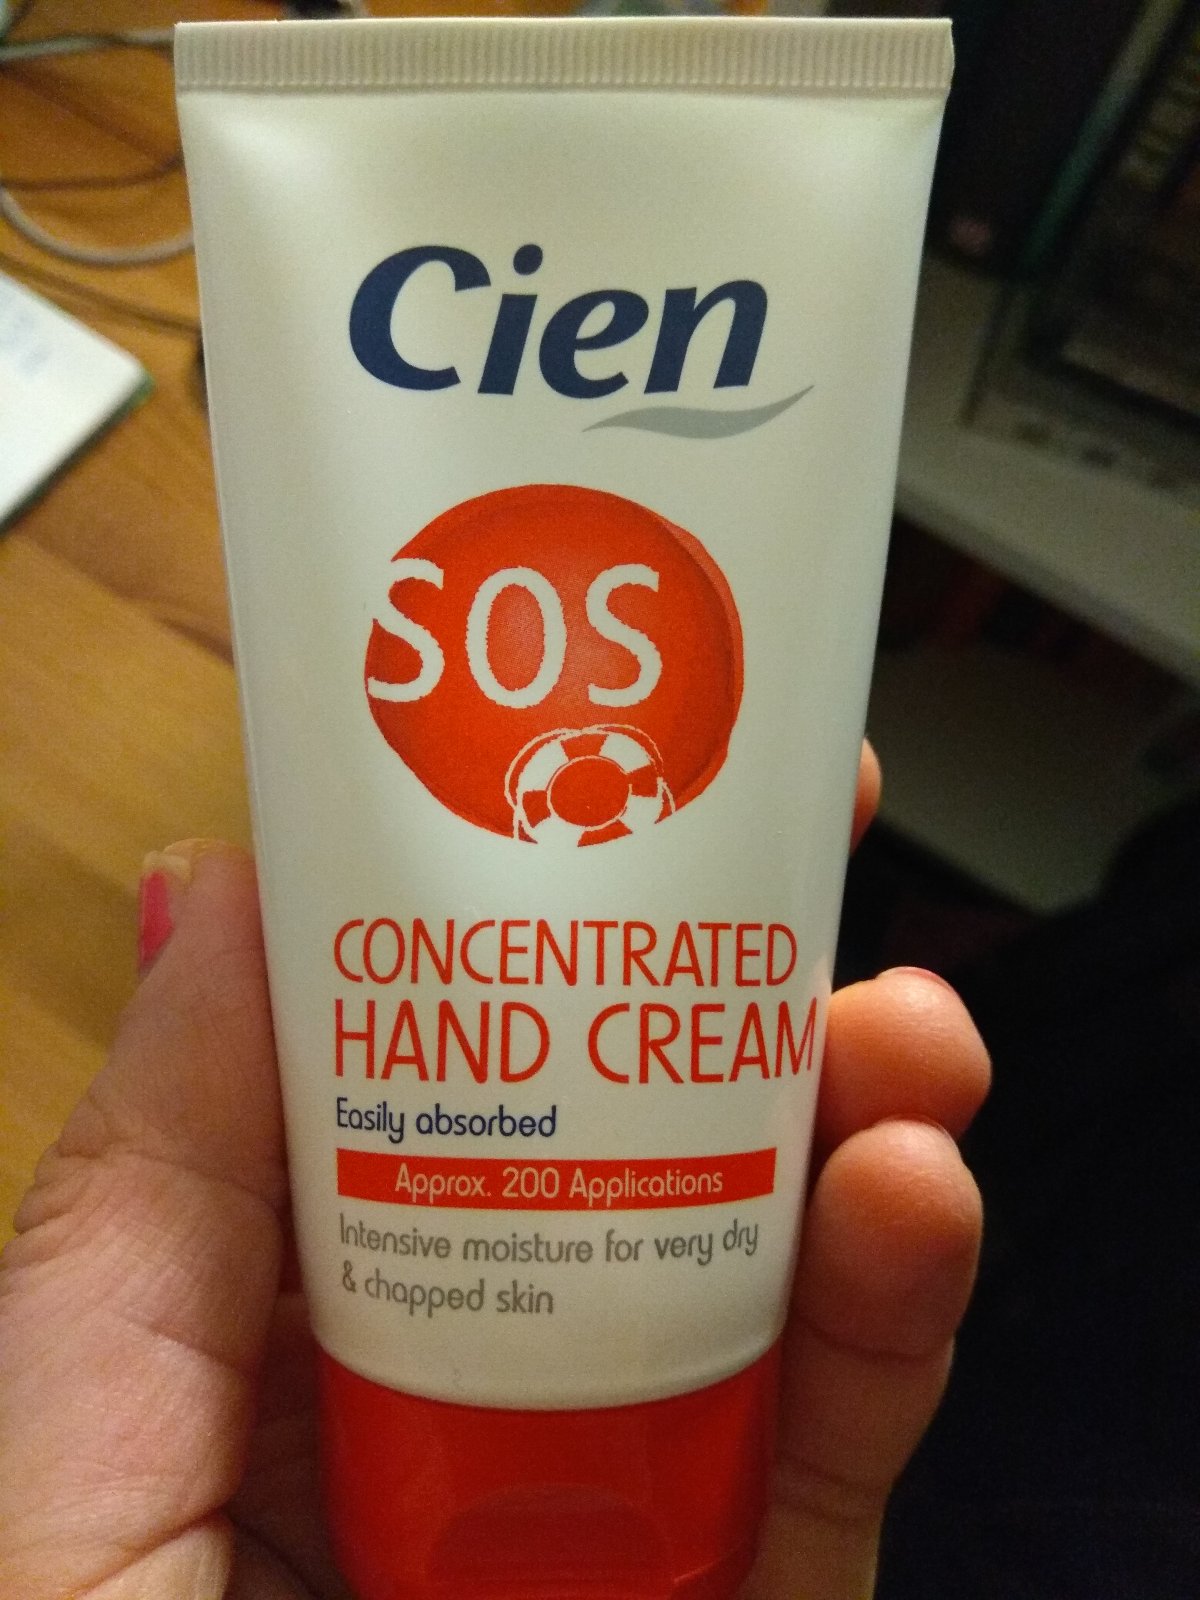 Cien
SOS
CONCENTRATED
HAND CREAM
Easily absorbed
Approx. 200 Applications
Intensive moisture for very dry
& chapped skin